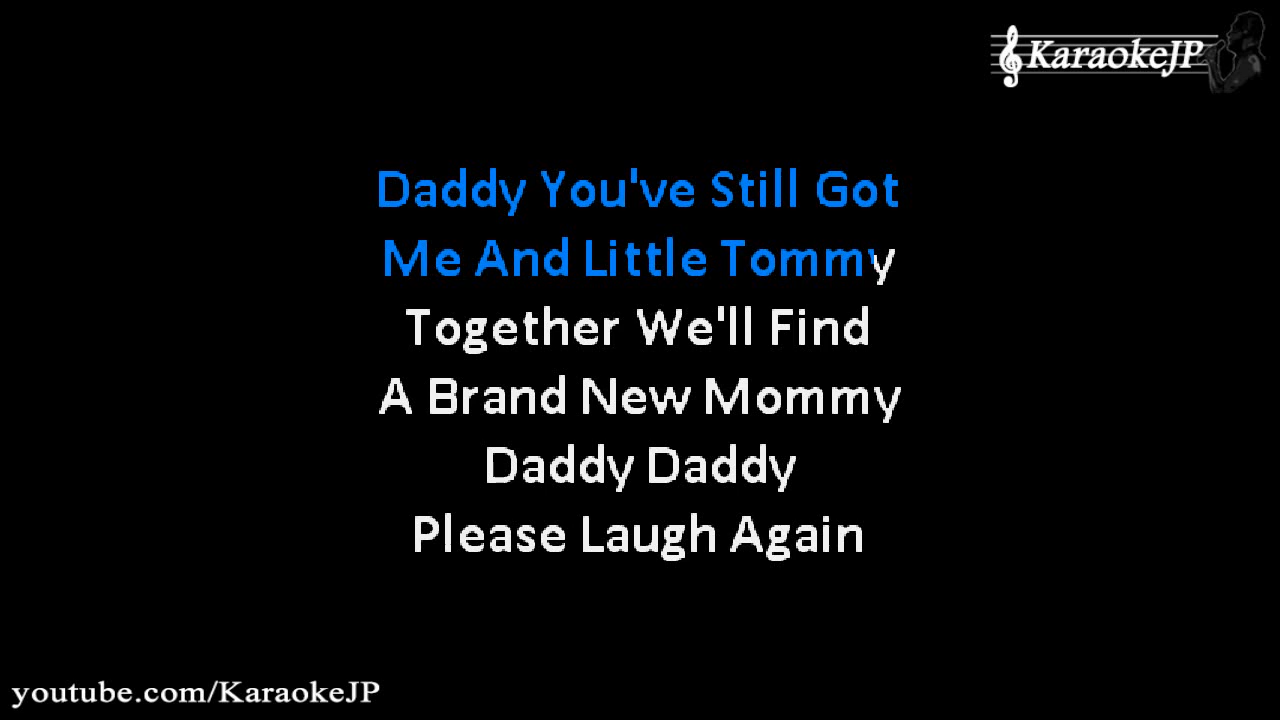 KaraokeJP
Daddy You've Still Got
Me And Little Tommy
Together We'll Find
A Brand New Mommy
Daddy Daddy
Please Laugh Again
youtube.com/KaraokeJP